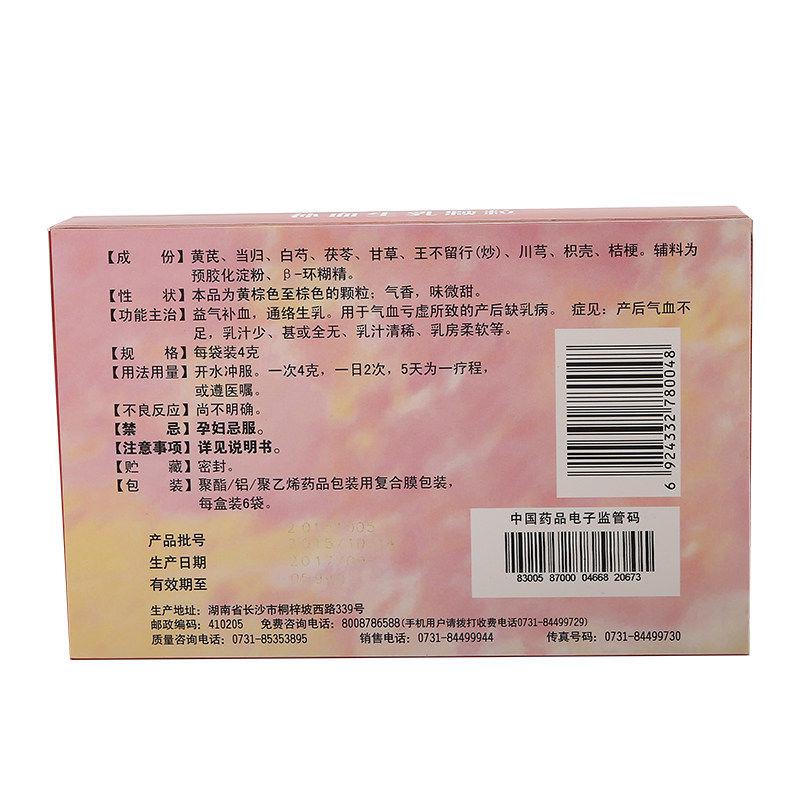 补血生乳颗粒
【成　　份】黄芪、当归、白芍、茯苓、甘草、王不留行(炒)、川芎、枳壳、桔梗。辅料为
预胶化淀粉、β-环糊精。
【性　　状】本品为黄棕色至棕色的颗粒；气香，味微甜。
【功能主治】益气补血，通络生乳。用于气血亏虚所致的产后缺乳病。 症见：产后气血不
足，乳汁少、甚或全无、乳汁清稀、乳房柔软等。
【规　　格】每袋装4克
【用法用量】开水冲服。一次4克，一日2次，5天为一疗程，
或遵医嘱。
【不良反应】尚不明确。
【禁　　忌】孕妇忌服。
【注意事项】详见说明书。
【贮　　藏】密封。
【包　　装】聚酯/铝/聚乙烯药品包装用复合膜包装，
每盒装6袋。
6 924332 780048
中国药品电子监管码
83005 87000 04668 20673
产品批号
生产日期
有效期至
生产地址：湖南省长沙市桐梓坡西路339号
邮政编码：410205 免费咨询电话：8008786588(手机用户请拨打收费电话0731-84499729)
质量咨询电话：0731-85353895 销售电话：0731-84499944 传真号码：0731-84499730